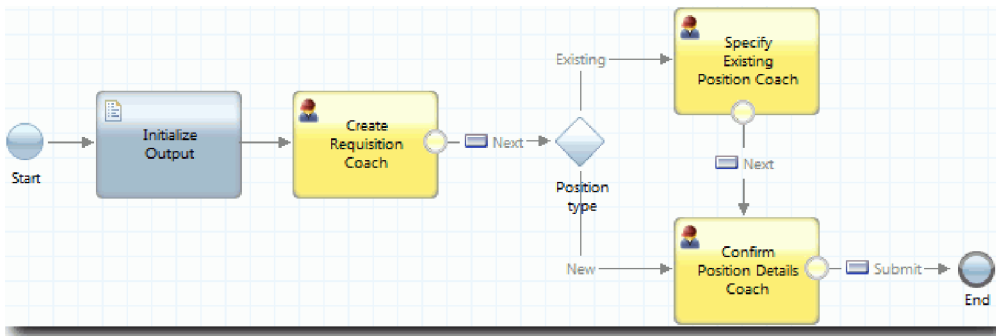 Start
Initialize
Output
Create
Requisition
Coach
Next
Position
type
Existing
Specify
Existing
Position Coach
Next
New
Confirm
Position Details
Coach
Submit
End